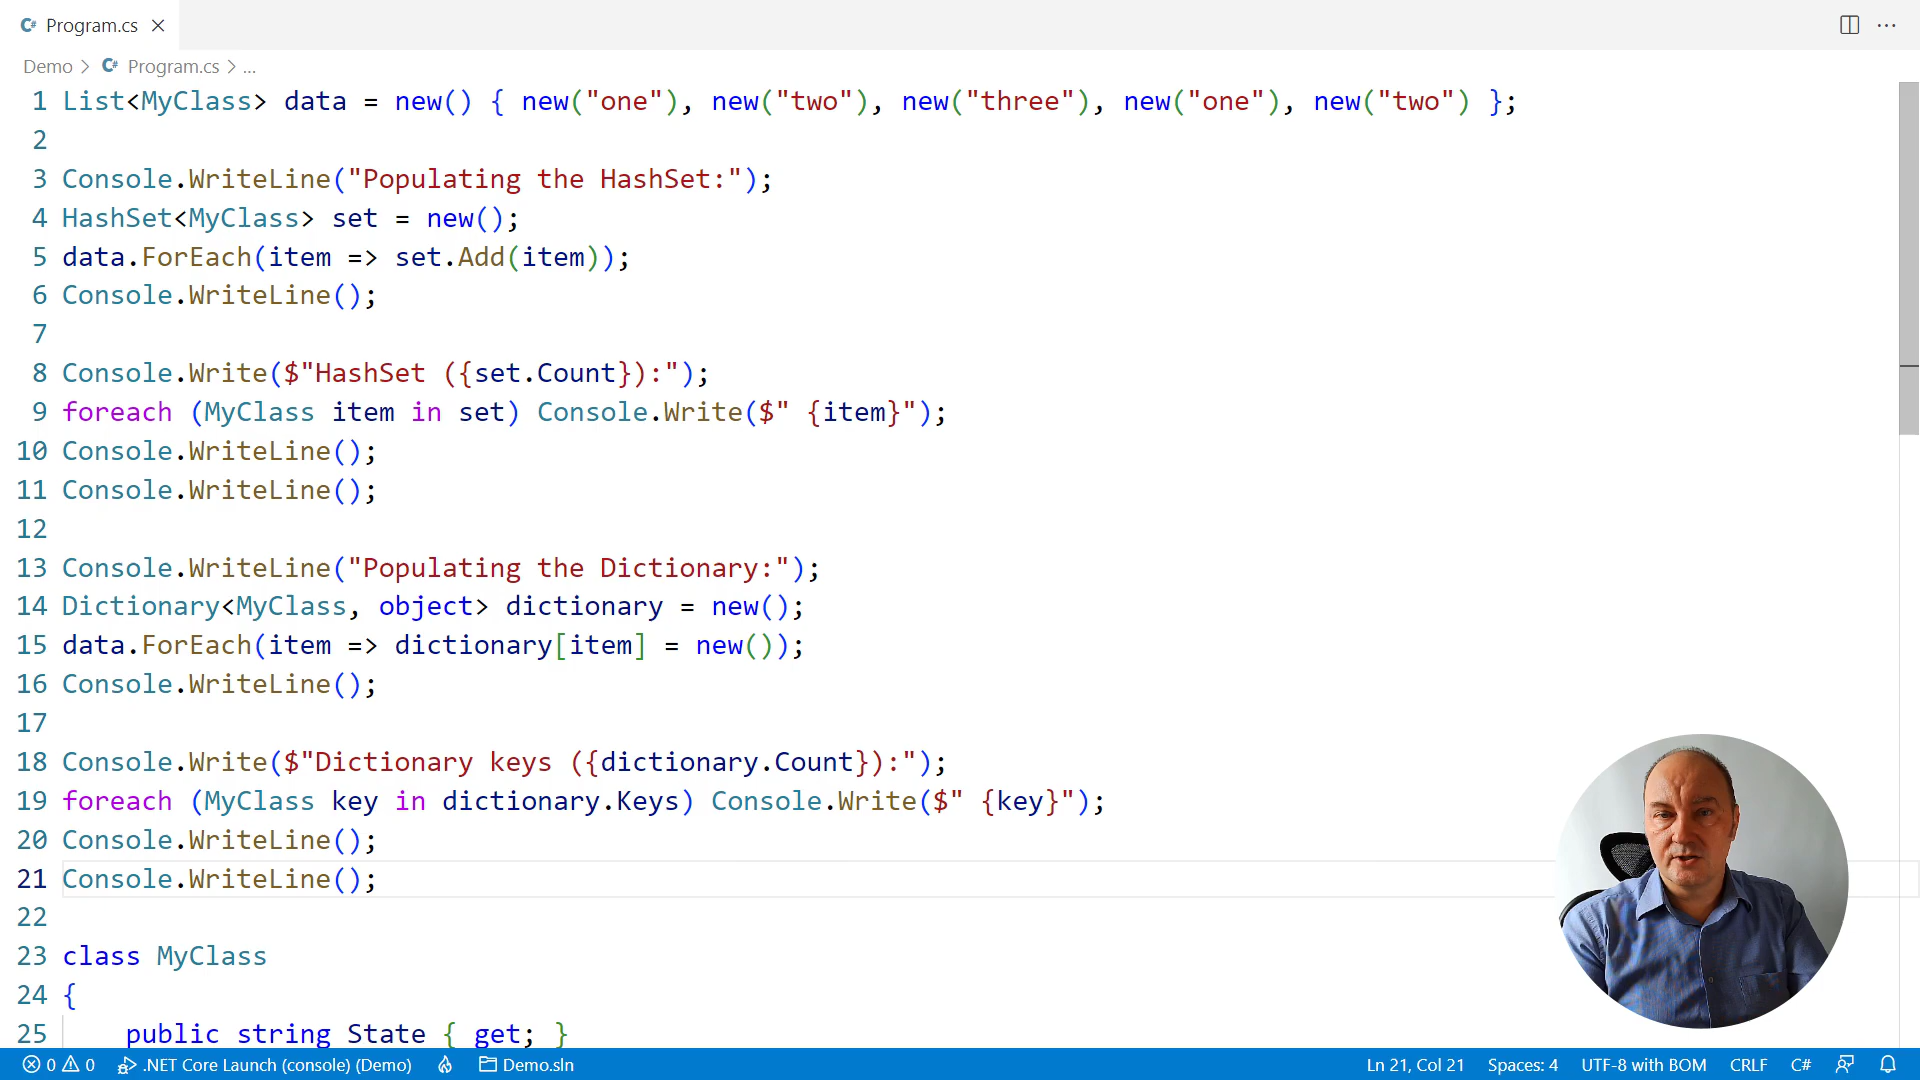 C# Program.cs
Demo > C# Program.cs > ...
1 List<MyClass> data = new() { new("one"), new("two"), new("three"), new("one"), new("two") };
2
3 Console.WriteLine("Populating the HashSet:");
4 HashSet<MyClass> set = new();
5 data.ForEach(item => set.Add(item));
6 Console.WriteLine();
7
8 Console.Write($"HashSet ({set.Count}):");
9 foreach (MyClass item in set) Console.Write($" {item}");
10 Console.WriteLine();
11 Console.WriteLine();
12
13 Console.WriteLine("Populating the Dictionary:");
14 Dictionary<MyClass, object> dictionary = new();
15 data.ForEach(item => dictionary[item] = new());
16 Console.WriteLine();
17
18 Console.Write($"Dictionary keys ({dictionary.Count}):");
19 foreach (MyClass key in dictionary.Keys) Console.Write($" {key}");
20 Console.WriteLine();
21 Console.WriteLine();
22
23 class MyClass
24 {
25 public string State { get; }
0 0 .NET Core Launch (console) (Demo) Demo.sln Ln 21, Col 21 Spaces: 4 UTF-8 with BOM CRLF C#